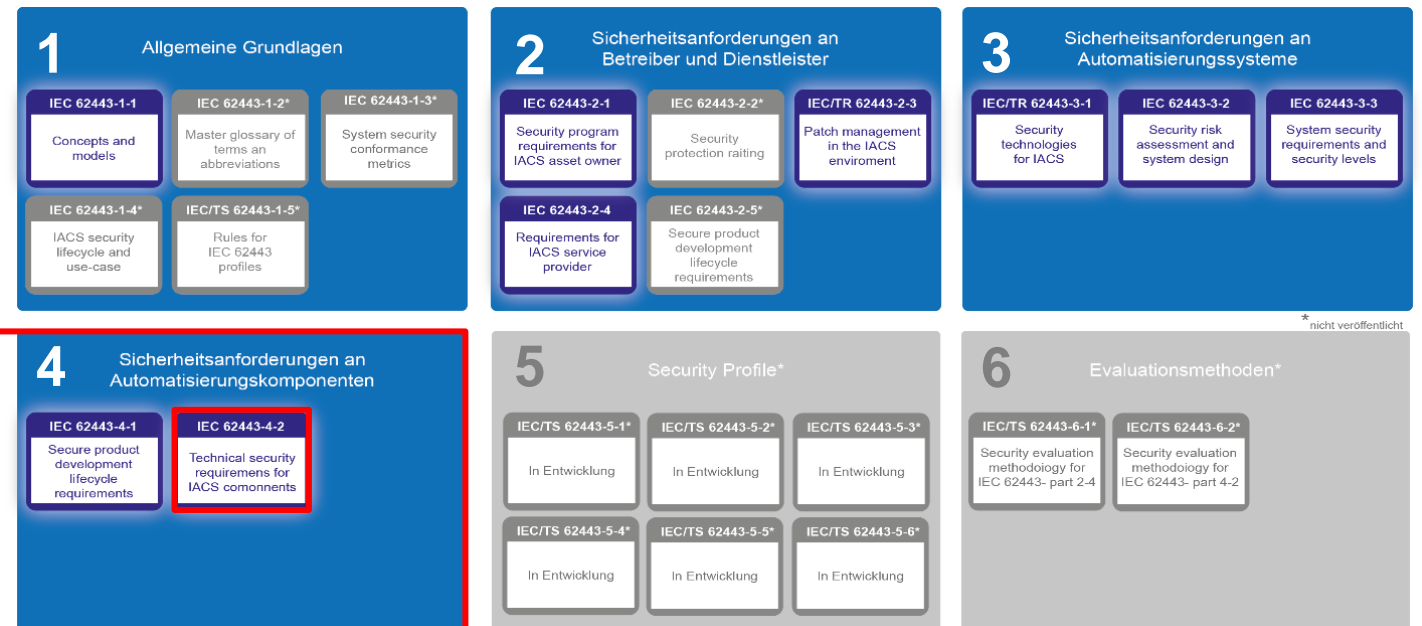 1
Allgemeine Grundlagen
IEC 62443-1-1
Concepts and
models
IEC 62443-1-2*
Master glossary of
terms an
abbreviations
IEC 62443-1-3*
System security
conformance
metrics
IEC 62443-1-4*
IACS security
lifecycle and
use-case
IEC/TS 62443-1-5*
Rules for
IEC 62443
profiles
2
Sicherheitsanforderungen an
Betreiber und Dienstleister
IEC 62443-2-1
Security program
requirements for
IACS asset owner
IEC 62443-2-2*
Security
protection raiting
IEC/TR 62443-2-3
Patch management
in the IACS
enviroment
IEC 62443-2-4
Requirements for
IACS service
provider
IEC 62443-2-5*
Secure product
development
lifecycle
requirements
3
Sicherheitsanforderungen an
Automatisierungssysteme
IEC/TR 62443-3-1
Security
technologies
for IACS
IEC 62443-3-2
Security risk
assessment and
system design
IEC 62443-3-3
System security
requirements and
security levels
*nicht veröffentlicht
4
Sicherheitsanforderungen an
Automatisierungskomponenten
IEC 62443-4-1
Secure product
development
lifecycle
requirements
IEC 62443-4-2
Technical security
requiremens for
IACS comonnents
5
Security Profile*
IEC/TS 62443-5-1*
In Entwicklung
IEC/TS 62443-5-2*
In Entwicklung
IEC/TS 62443-5-3*
In Entwicklung
IEC/TS 62443-5-4*
In Entwicklung
IEC/TS 62443-5-5*
In Entwicklung
IEC/TS 62443-5-6*
In Entwicklung
6
Evaluationsmethoden*
IEC/TS 62443-6-1*
Security evaluation
methodoiogy for
IEC 62443- part 2-4
IEC/TS 62443-6-2*
Security evaluation
methodoiogy for
IEC 62443- part 4-2